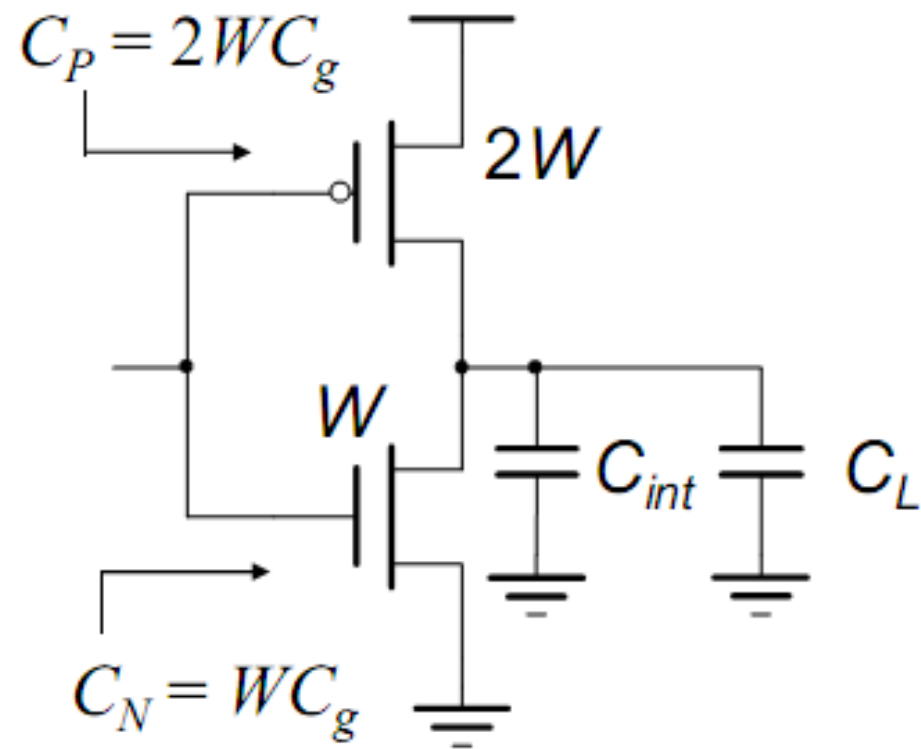 C_P = 2WC_g
2W
W
C_int
C_L
C_N = WC_g